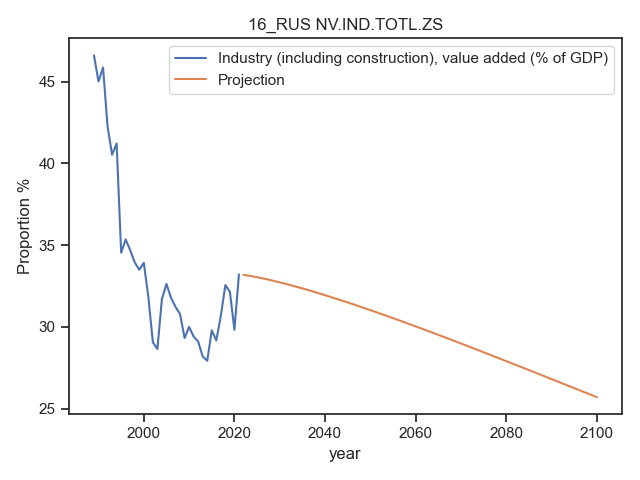 16_RUS NV.IND.TOTL.ZS
Industry (including construction), value added (% of GDP)
Projection
Proportion %
45
40
35
30
25
2000
2020
2040
2060
2080
2100
year